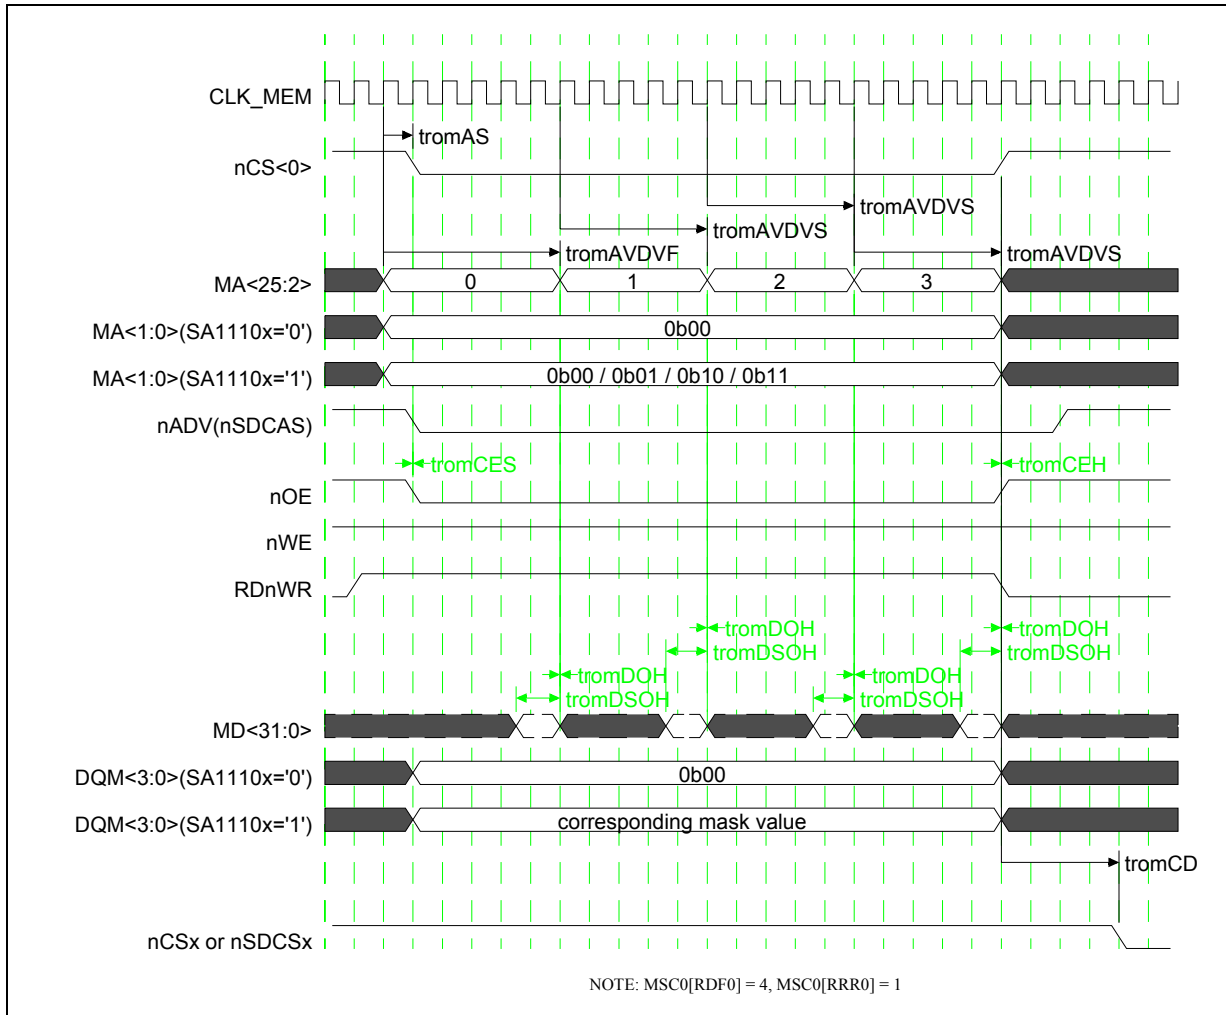 CLK_MEM
tromAS
nCS<0>
tromAVDVS
tromAVDVS
tromAVDVF
tromAVDVS
MA<25:2>
0
1
2
3
MA<1:0>(SA1110x='0')
0b00
MA<1:0>(SA1110x='1')
0b00 / 0b01 / 0b10 / 0b11
nADV(nSDCAS)
tromCES
tromCEH
nOE
nWE
RDnWR
tromDOH
tromDOH
tromDSOH
tromDSOH
tromDOH
tromDOH
tromDSOH
tromDSOH
MD<31:0>
DQM<3:0>(SA1110x='0')
0b00
DQM<3:0>(SA1110x='1')
corresponding mask value
tromCD
nCSx or nSDCSx
NOTE: MSC0[RDF0] = 4, MSC0[RRR0] = 1